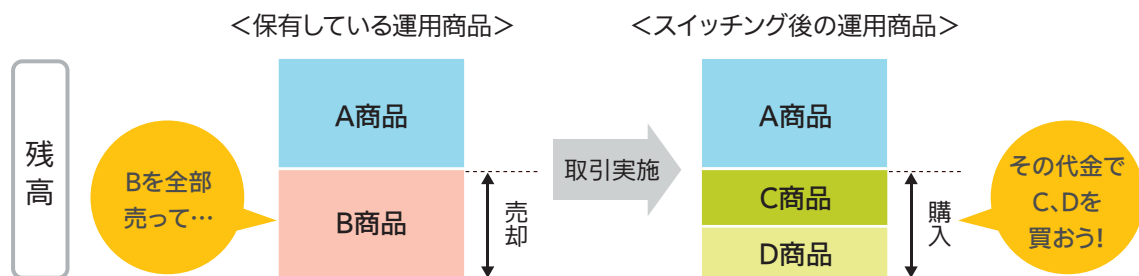 <保有している運用商品>
<スイッチング後の運用商品>
残高
Bを全部
売って…
A商品
B商品
売却
取引実施
A商品
C商品
D商品
購入
その代金で
C、Dを
買おう!